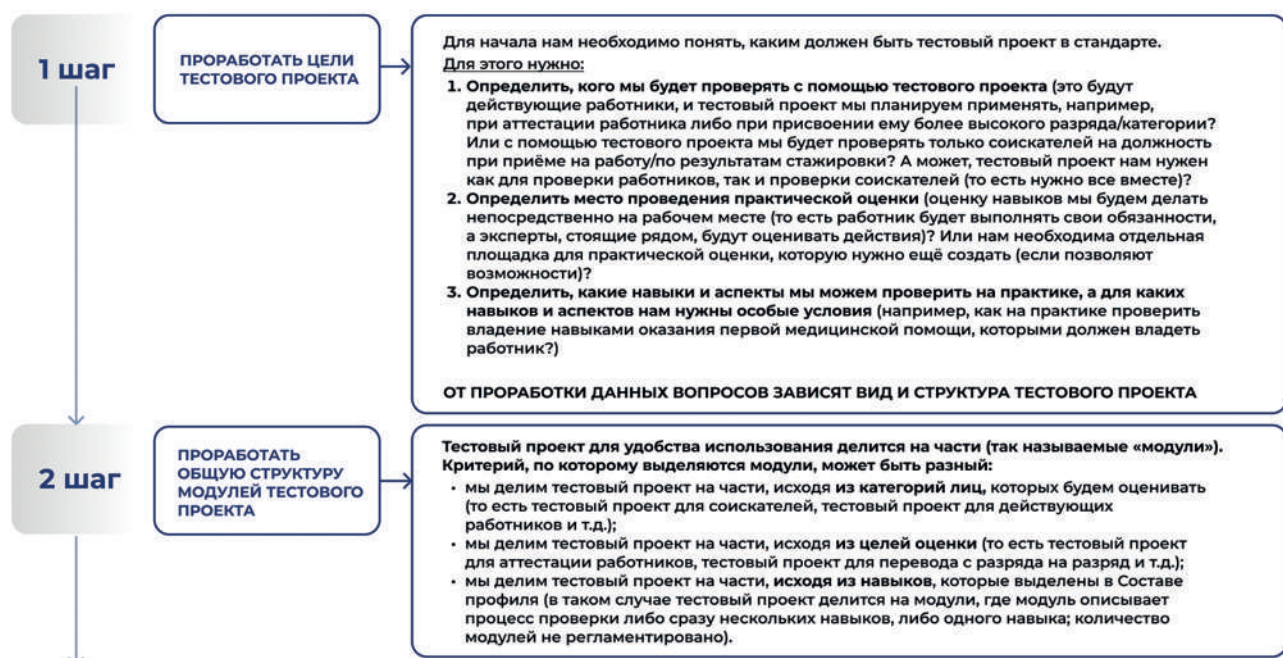 1 шаг
ПРОРАБОТАТЬ ЦЕЛИ
ТЕСТОВОГО ПРОЕКТА
Для начала нам необходимо понять, каким должен быть тестовый проект в стандарте.
Для этого нужно:
1. Определить, кого мы будет проверять с помощью тестового проекта (это будут
действующие работники, и тестовый проект мы планируем применять, например,
при аттестации работника либо при присвоении ему более высокого разряда/категории?
Или с помощью тестового проекта мы будет проверять только соискателей на должность
при приёме на работу/по результатам стажировки? А может, тестовый проект нам нужен
как для проверки работников, так и проверки соискателей (то есть нужно все вместе)?
2. Определить место проведения практической оценки (оценку навыков мы будем делать
непосредственно на рабочем месте (то есть работник будет выполнять свои обязанности,
а эксперты, стоящие рядом, будут оценивать действия)? Или нам необходима отдельная
площадка для практической оценки, которую нужно ещё создать (если позволяют
возможности)?
3. Определить, какие навыки и аспекты мы можем проверить на практике, а для каких
навыков и аспектов нам нужны особые условия (например, как на практике проверить
владение навыками оказания первой медицинской помощи, которыми должен владеть
работник?)
ОТ ПРОРАБОТКИ ДАННЫХ ВОПРОСОВ ЗАВИСЯТ ВИД И СТРУКТУРА ТЕСТОВОГО ПРОЕКТА
2 шаг
ПРОРАБОТАТЬ
ОБЩУЮ СТРУКТУРУ
МОДУЛЕЙ ТЕСТОВОГО
ПРОЕКТА
Тестовый проект для удобства использования делится на части (так называемые «модули»).
Критерий, по которому выделяются модули, может быть разный:
• мы делим тестовый проект на части, исходя из категорий лиц, которых будем оценивать
(то есть тестовый проект для соискателей, тестовый проект для действующих
работников и т.д.);
• мы делим тестовый проект на части, исходя из целей оценки (то есть тестовый проект
для аттестации работников, тестовый проект для перевода с разряда на разряд и т.д.);
• мы делим тестовый проект на части, исходя из навыков, которые выделены в Составе
профиля (в таком случае тестовый проект делится на модули, где модуль описывает
процесс проверки либо сразу нескольких навыков, либо одного навыка; количество
модулей не регламентировано).